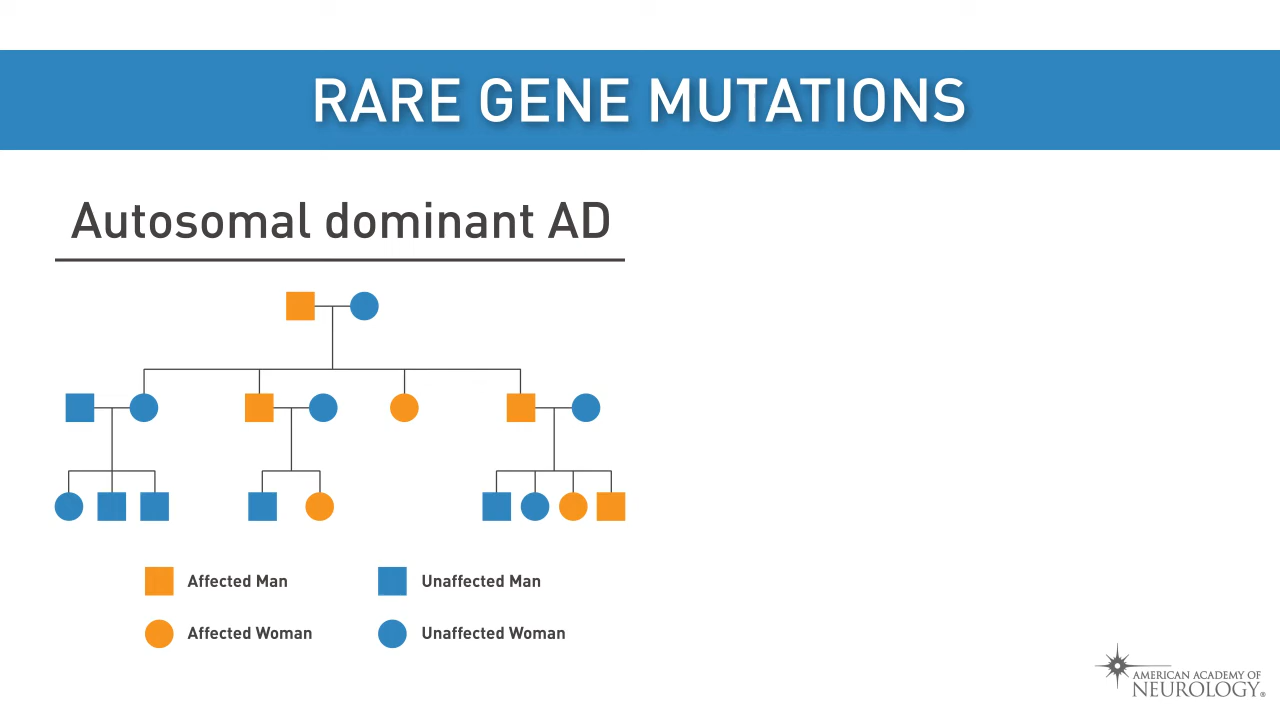 RARE GENE MUTATIONS
Autosomal dominant AD
Affected Man
Unaffected Man
Affected Woman
Unaffected Woman
AMERICAN ACADEMY OF
NEUROLOGY®